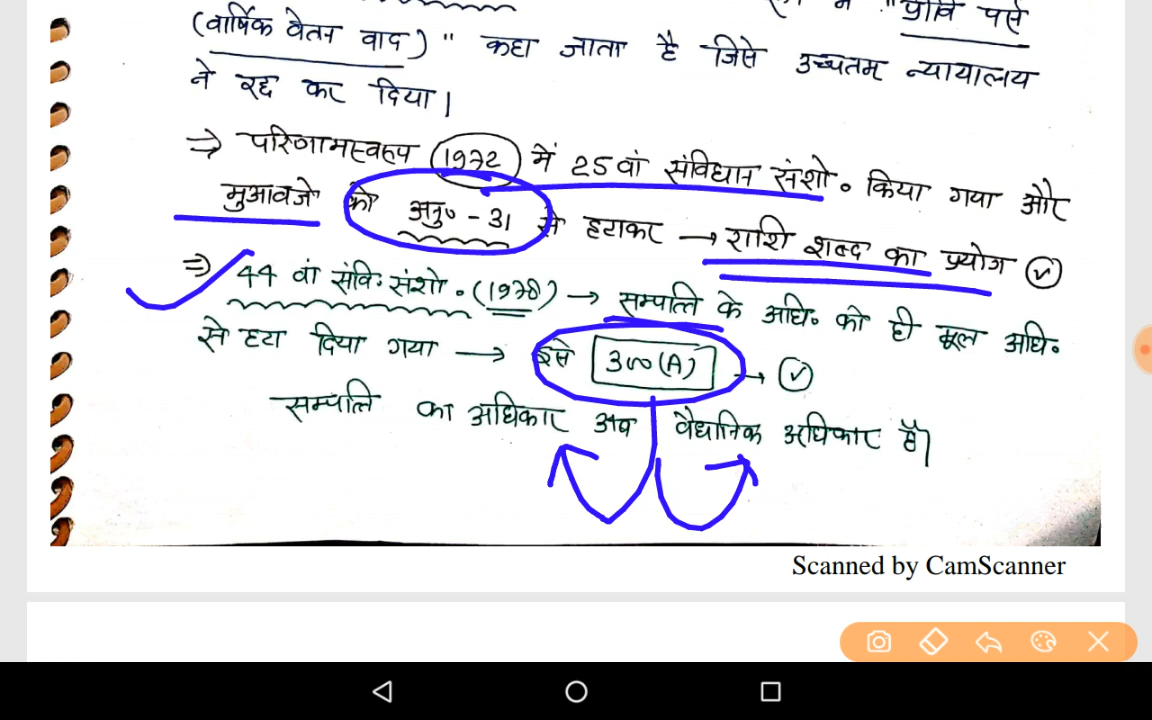 में "प्रीवि पर्स
(वार्षिक वेतन वाद)" कहा जाता है जिसे उच्चतम न्यायालय
ने रद्द कर दिया।
⇒ परिणामस्वरूप 1972 में 25वां संविधान संशो. किया गया और
मुआवजे को अनु॰ - 31 से हटाकर → राशि शब्द का प्रयोग
⇒ 44 वां संवि. संशो. (1978) → सम्पत्ति के अधि. को ही मूल अधि.
से हटा दिया गया → इसे 300(A) →
सम्पत्ति का अधिकार अब वैधानिक अधिकार है।
Scanned by CamScanner